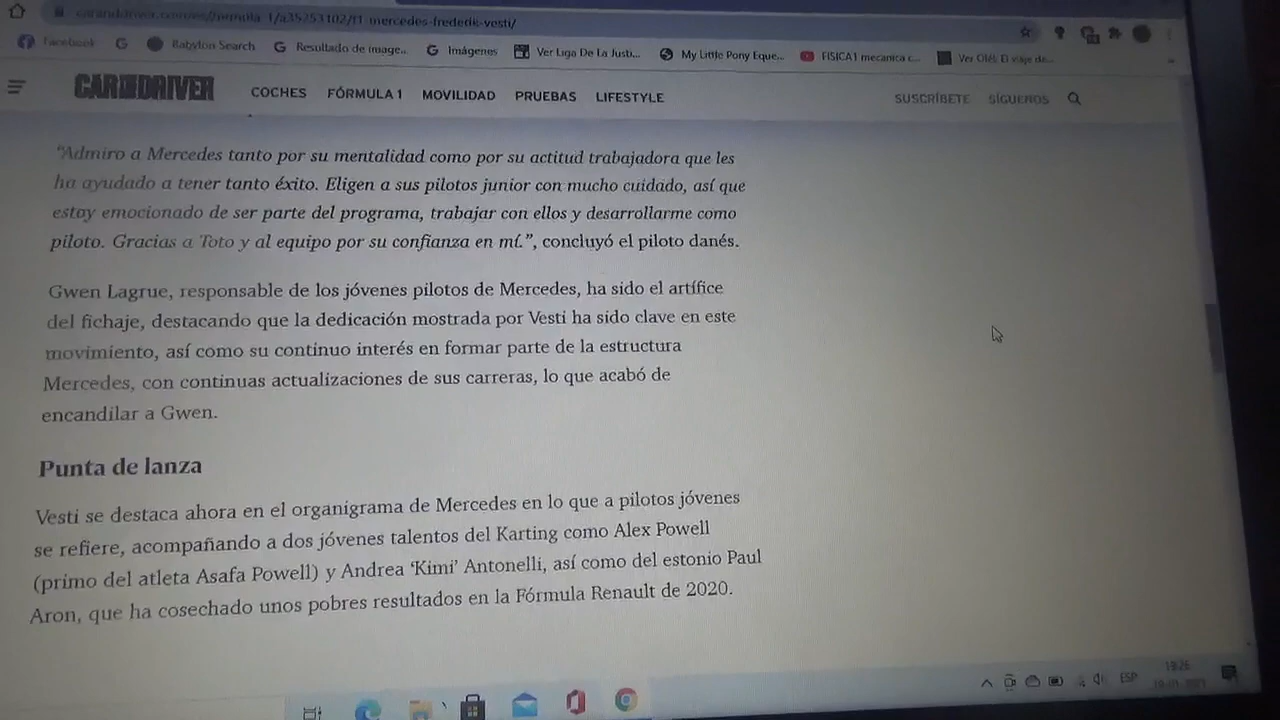 mercedes-frederik-vesti/
Facebook Babylon Search Resultado de image... Imágenes Ver Liga De La Justi... My Little Pony Eque... FISICA1 mecanica c... Ver Olé! El viaje de...
CAR AND DRIVER COCHES FÓRMULA 1 MOVILIDAD PRUEBAS LIFESTYLE SUSCRÍBETE SÍGUENOS
"Admiro a Mercedes tanto por su mentalidad como por su actitud trabajadora que les
ha ayudado a tener tanto éxito. Eligen a sus pilotos junior con mucho cuidado, así que
estoy emocionado de ser parte del programa, trabajar con ellos y desarrollarme como
piloto. Gracias a Toto y al equipo por su confianza en mí.", concluyó el piloto danés.
Gwen Lagrue, responsable de los jóvenes pilotos de Mercedes, ha sido el artífice
del fichaje, destacando que la dedicación mostrada por Vesti ha sido clave en este
movimiento, así como su continuo interés en formar parte de la estructura
Mercedes, con continuas actualizaciones de sus carreras, lo que acabó de
encandilar a Gwen.
Punta de lanza
Vesti se destaca ahora en el organigrama de Mercedes en lo que a pilotos jóvenes
se refiere, acompañando a dos jóvenes talentos del Karting como Alex Powell
(primo del atleta Asafa Powell) y Andrea 'Kimi' Antonelli, así como del estonio Paul
Aron, que ha cosechado unos pobres resultados en la Fórmula Renault de 2020.
ESP